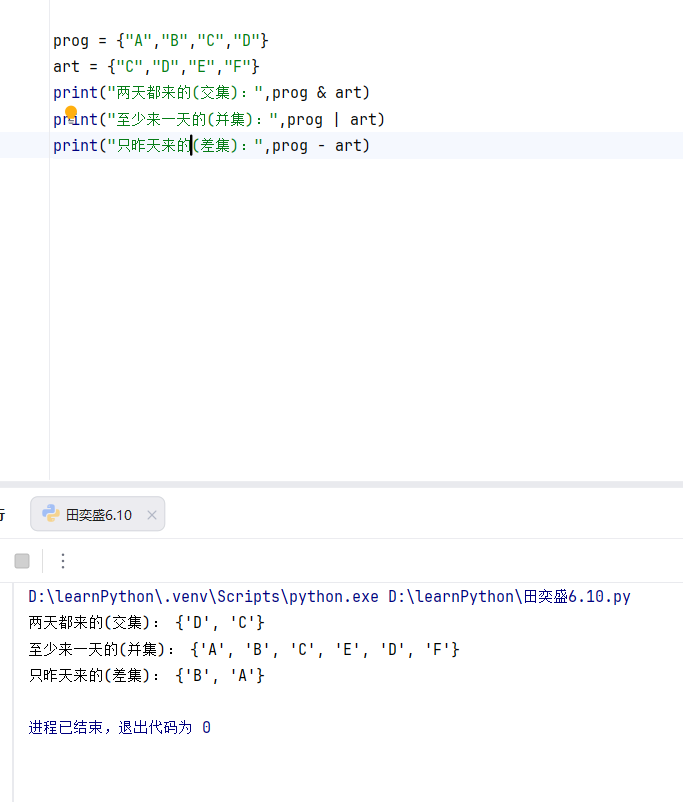 prog = {"A","B","C","D"}
art = {"C","D","E","F"}
print("两天都来的(交集)：",prog & art)
print("至少来一天的(并集)：",prog | art)
print("只昨天来的(差集)：",prog - art)
行
田奕盛6.10
D:\learnPython\.venv\Scripts\python.exe D:\learnPython\田奕盛6.10.py
两天都来的(交集)： {'D', 'C'}
至少来一天的(并集)： {'A', 'B', 'C', 'E', 'D', 'F'}
只昨天来的(差集)： {'B', 'A'}
进程已结束，退出代码为 0